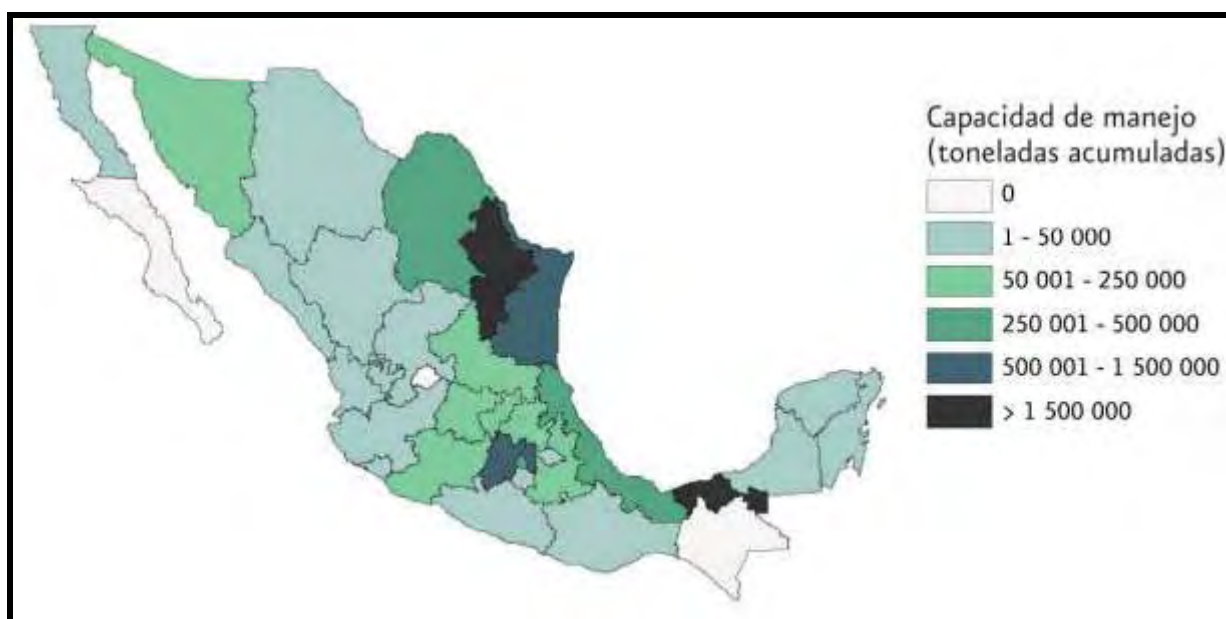 Capacidad de manejo
(toneladas acumuladas)
0
1 - 50 000
50 001 - 250 000
250 001 - 500 000
500 001 - 1 500 000
> 1 500 000